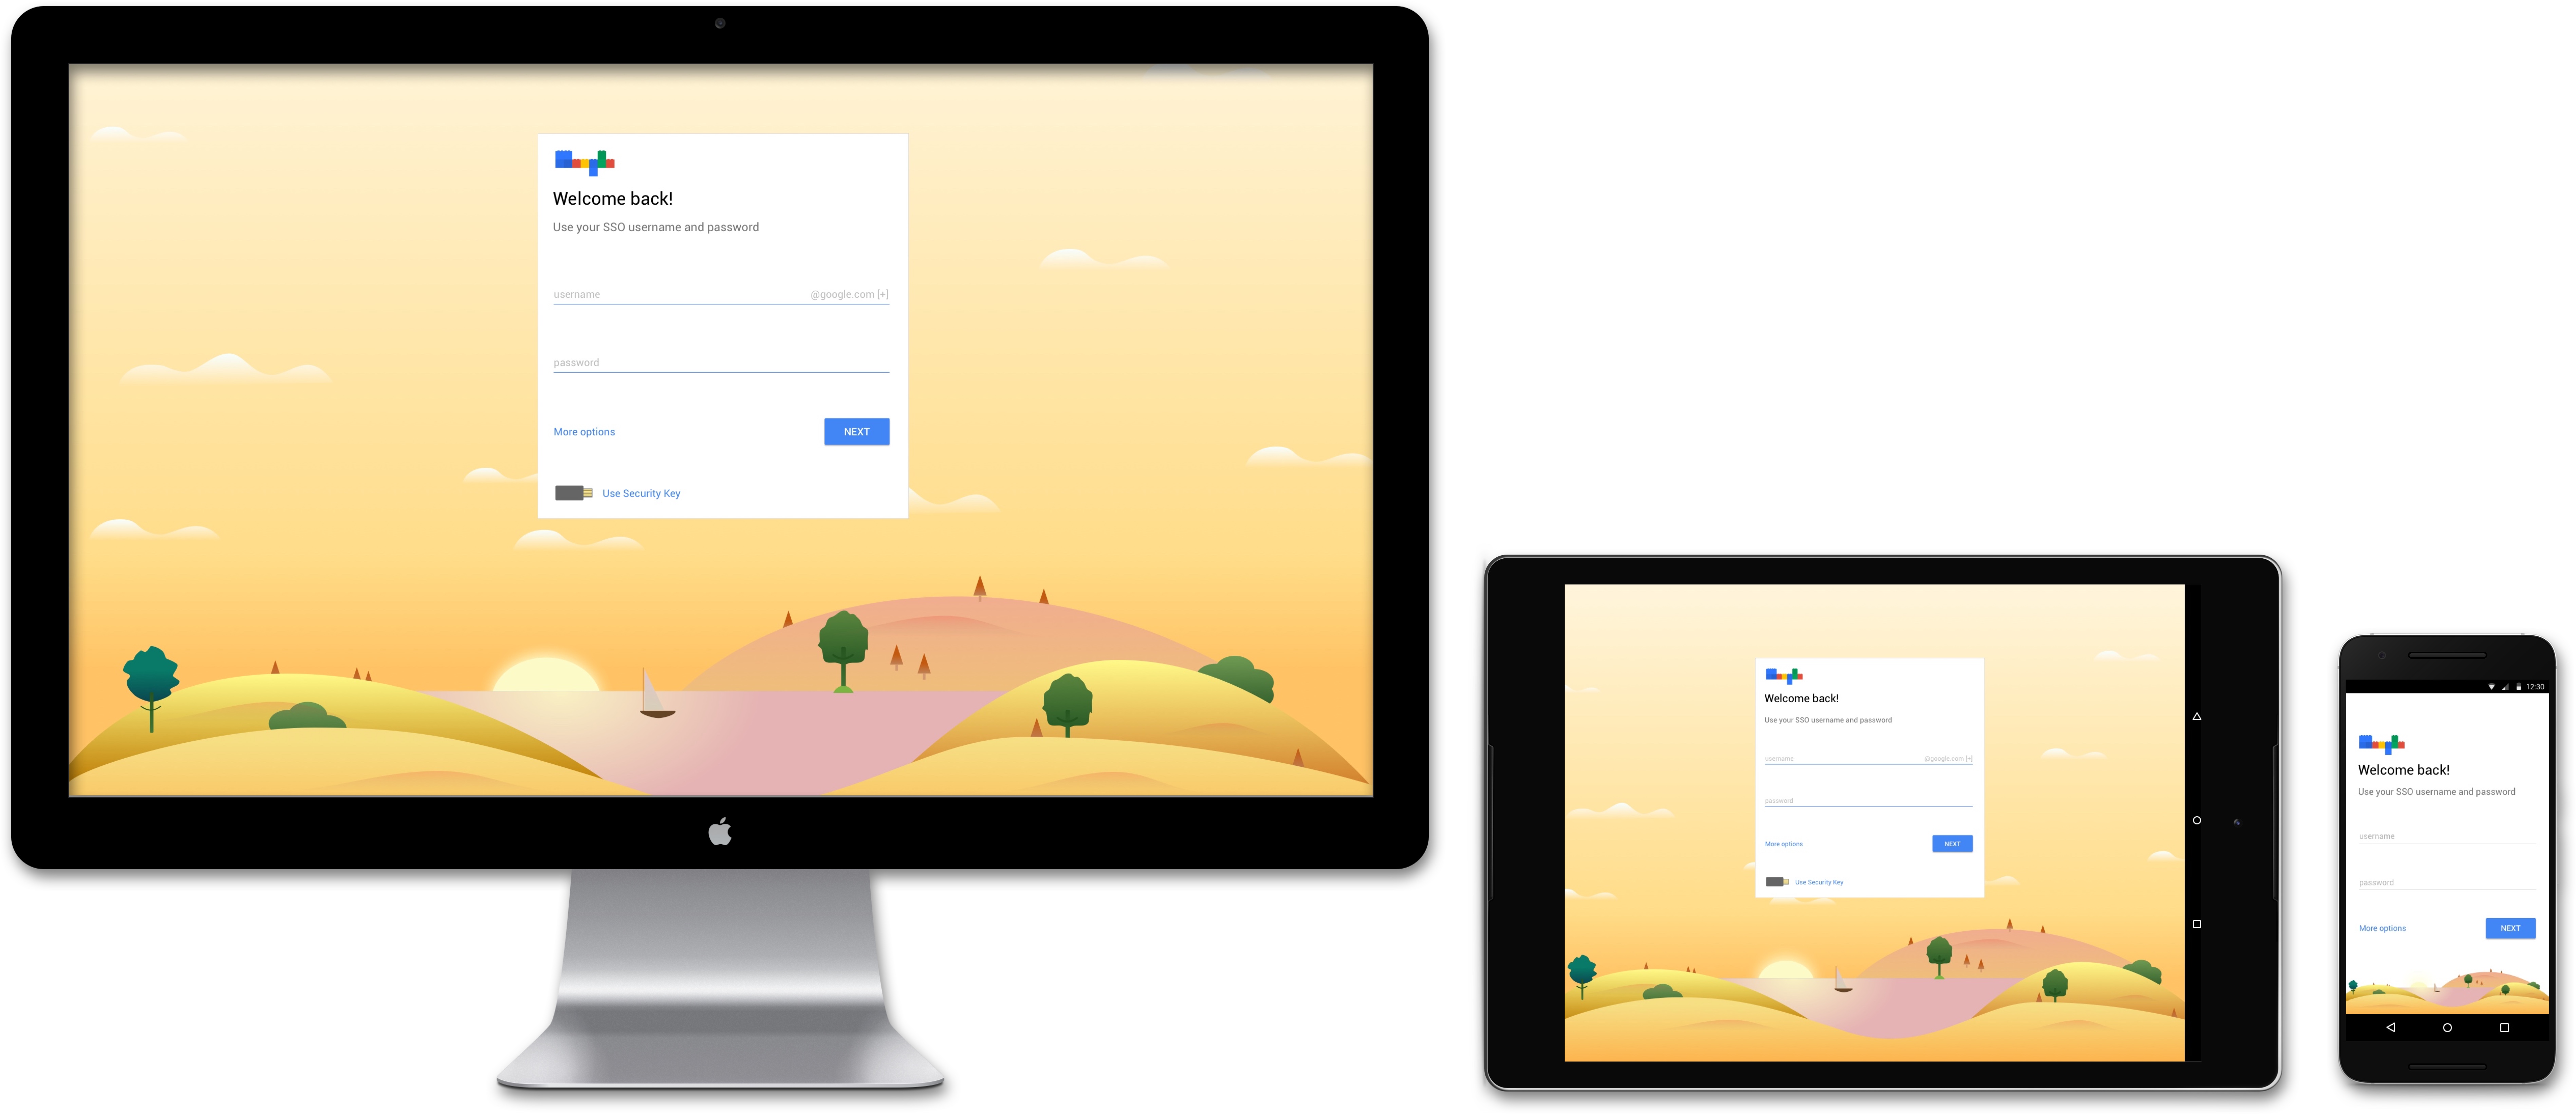 Welcome back!
Use your SSO username and password
username @google.com [+]
password
More options NEXT
Use Security Key
Welcome back!
Use your SSO username and password
username @google.com [+]
password
More options NEXT
Use Security Key
12:30
Welcome back!
Use your SSO username and password
username
password
More options NEXT